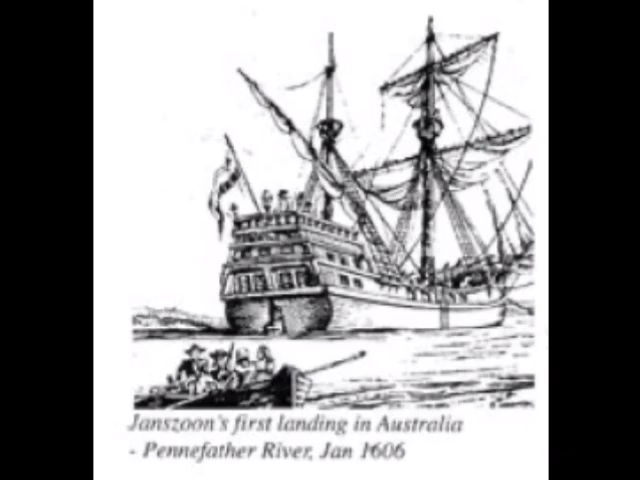 Janszoon's first landing in Australia
- Pennefather River, Jan 1606